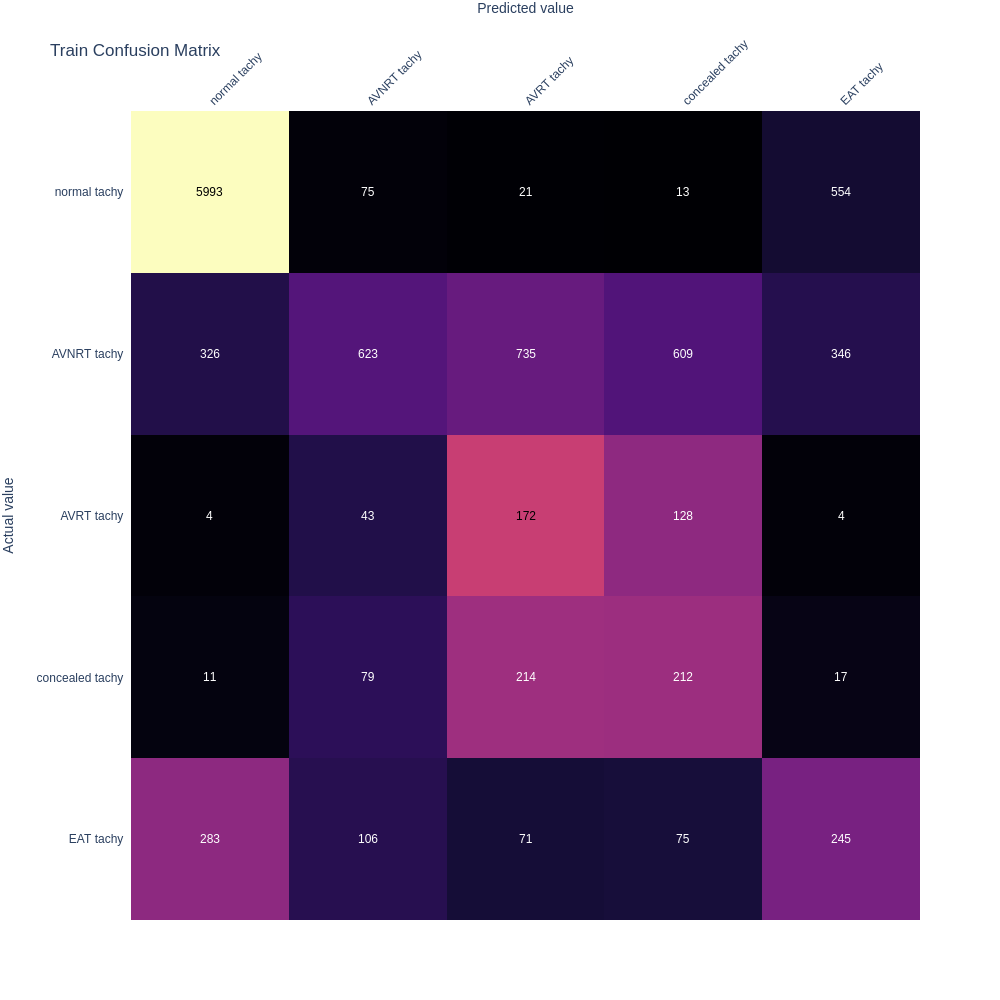 Predicted value
Train Confusion Matrix
normal tachy
AVNRT tachy
AVRT tachy
concealed tachy
EAT tachy
normal tachy 5993 75 21 13 554
AVNRT tachy 326 623 735 609 346
AVRT tachy 4 43 172 128 4
concealed tachy 11 79 214 212 17
EAT tachy 283 106 71 75 245
Actual value